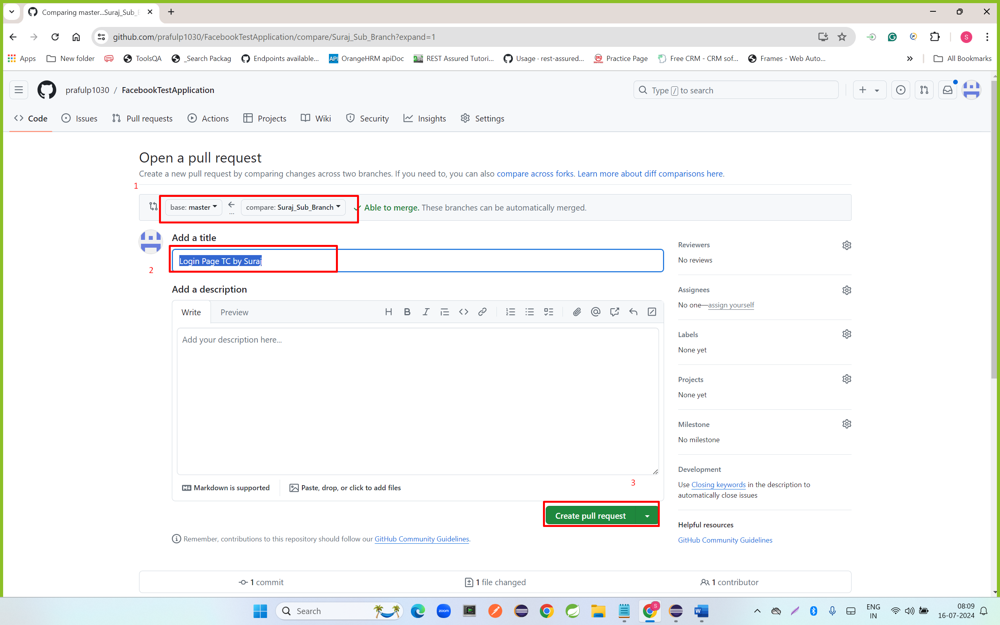 Comparing master...Suraj_Sub_B
github.com/prafulp1030/FacebookTestApplication/compare/Suraj_Sub_Branch?expand=1
S
Apps New folder ToolsQA _Search Packag Endpoints available... API OrangeHRM apiDoc REST Assured Tutori... Usage · rest-assured... Practice Page Free CRM - CRM sof... Frames - Web Auto... » All Bookmarks
prafulp1030 / FacebookTestApplication
Type / to search
Code Issues Pull requests Actions Projects Wiki Security Insights Settings
Open a pull request
Create a new pull request by comparing changes across two branches. If you need to, you can also compare across forks. Learn more about diff comparisons here.
1
base: master ... compare: Suraj_Sub_Branch Able to merge. These branches can be automatically merged.
Add a title
Login Page TC by Suraj
2
Add a description
Write Preview
Add your description here...
Markdown is supported Paste, drop, or click to add files
3
Create pull request
Remember, contributions to this repository should follow our GitHub Community Guidelines.
Reviewers
No reviews
Assignees
No one—assign yourself
Labels
None yet
Projects
None yet
Milestone
No milestone
Development
Use Closing keywords in the description to
automatically close issues
Helpful resources
GitHub Community Guidelines
1 commit 1 file changed 1 contributor
Search
zoom
S
W
ENG
IN
08:09
16-07-2024